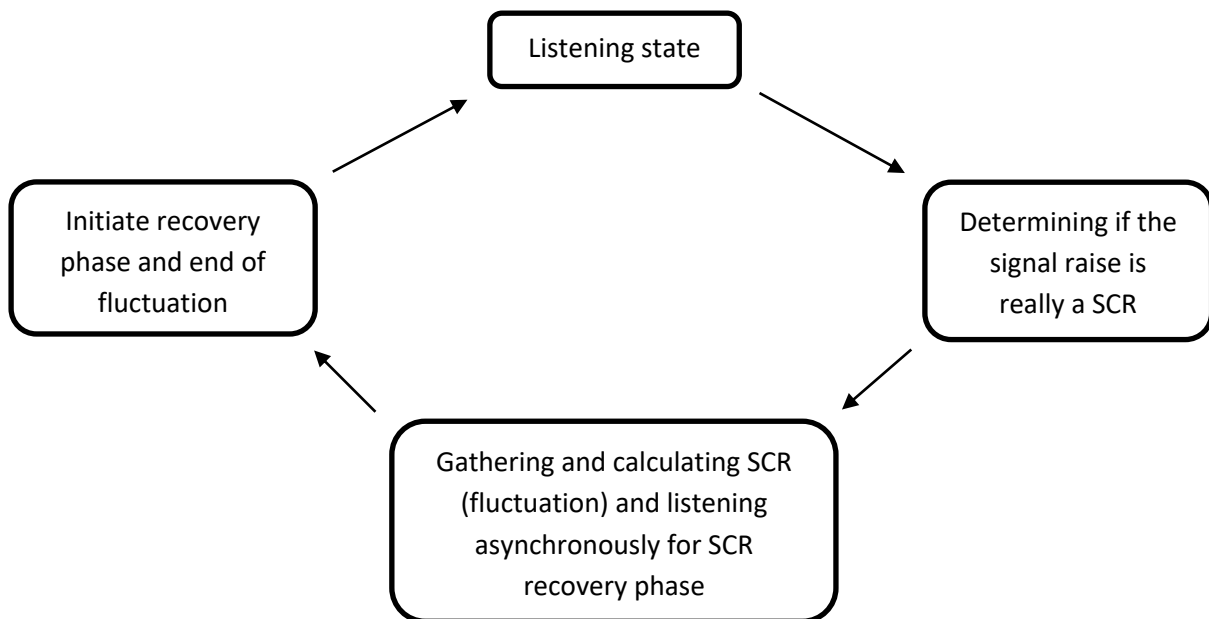 Listening state
Initiate recovery
phase and end of
fluctuation
Determining if the
signal raise is
really a SCR
Gathering and calculating SCR
(fluctuation) and listening
asynchronously for SCR
recovery phase